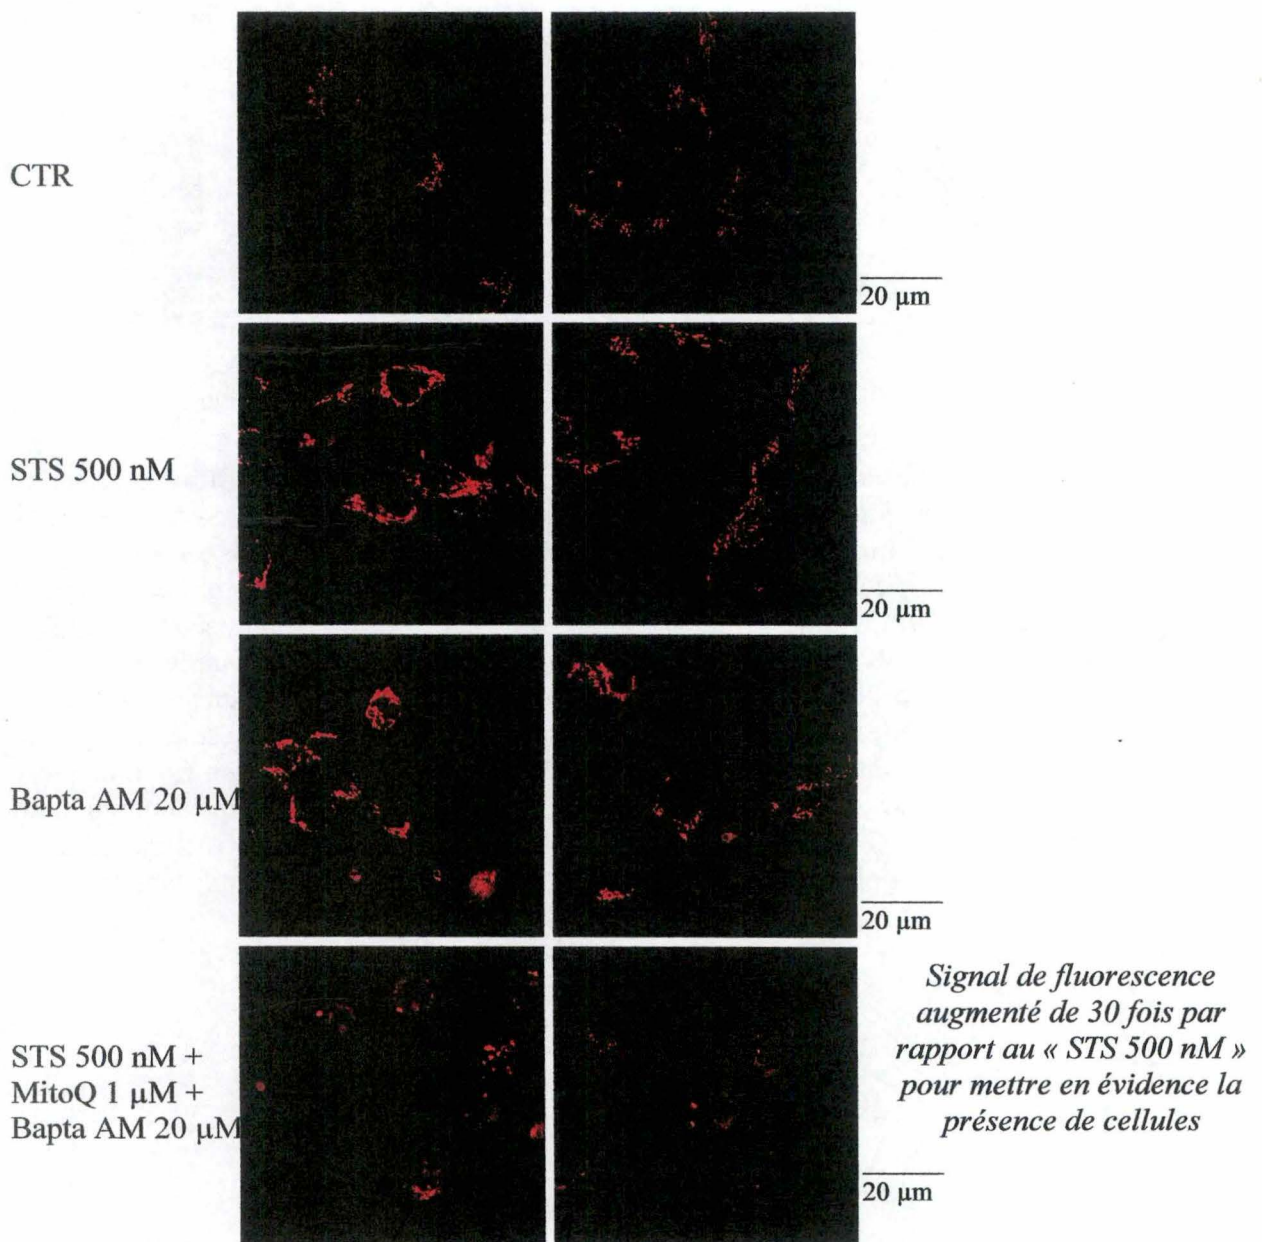 CTR
20 μm
STS 500 nM
20 μm
Bapta AM 20 μM
20 μm
STS 500 nM +
MitoQ 1 μM +
Bapta AM 20 μM
Signal de fluorescence
augmenté de 30 fois par
rapport au « STS 500 nM »
pour mettre en évidence la
présence de cellules
20 μm